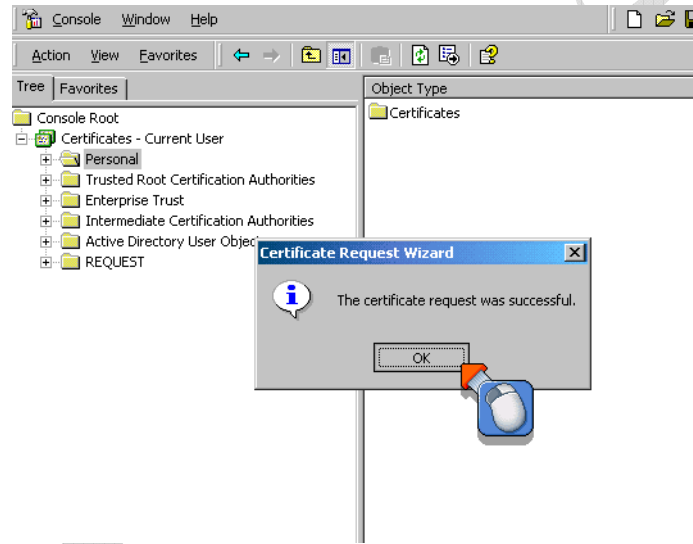 Console Window Help
Action View Favorites
Tree Favorites
Object Type
Console Root
Certificates
Certificates - Current User
Personal
Trusted Root Certification Authorities
Enterprise Trust
Intermediate Certification Authorities
Active Directory User Objec
REQUEST
Certificate Request Wizard
The certificate request was successful.
OK